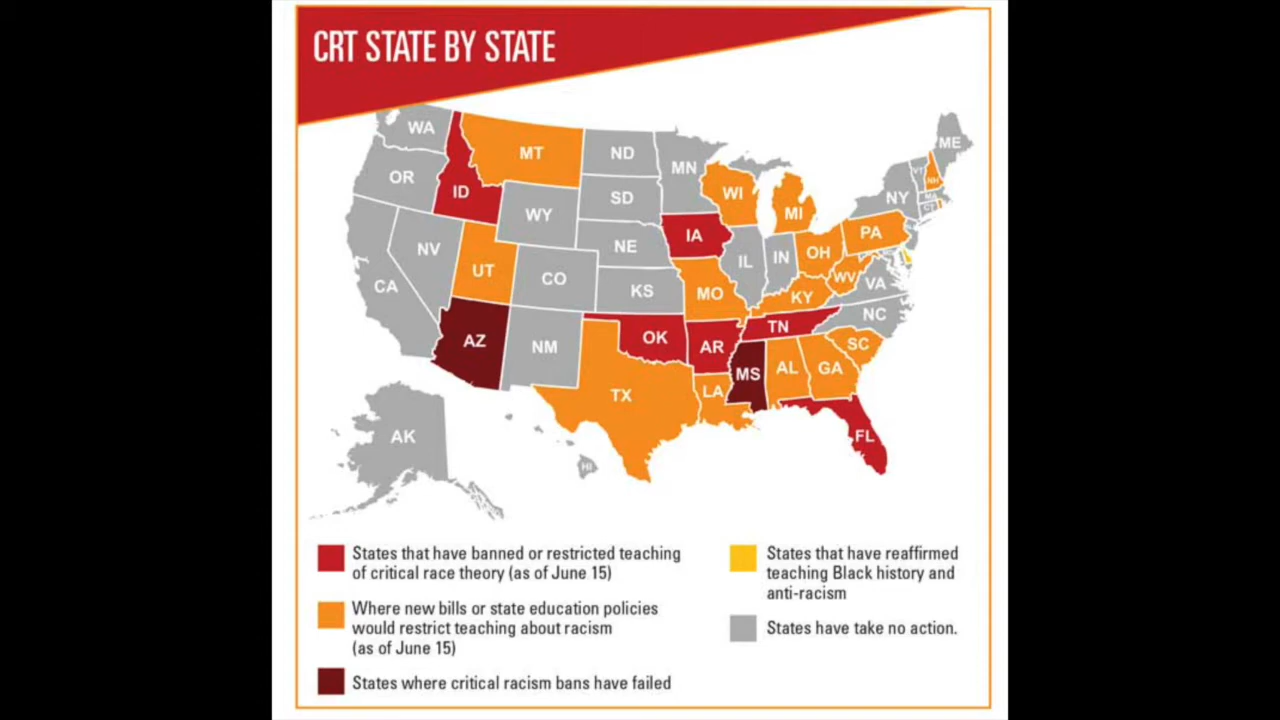 CRT STATE BY STATE
WA
MT
ND
MN
ME
VT
NH
OR
ID
SD
WI
NY
MA
CT
WY
MI
IA
PA
NV
NE
OH
IL
IN
UT
CO
WV
VA
CA
KS
MO
KY
NC
AZ
NM
OK
AR
TN
SC
MS
AL
GA
TX
LA
AK
FL
HI
States that have banned or restricted teaching
of critical race theory (as of June 15)
Where new bills or state education policies
would restrict teaching about racism
(as of June 15)
States where critical racism bans have failed
States that have reaffirmed
teaching Black history and
anti-racism
States have take no action.